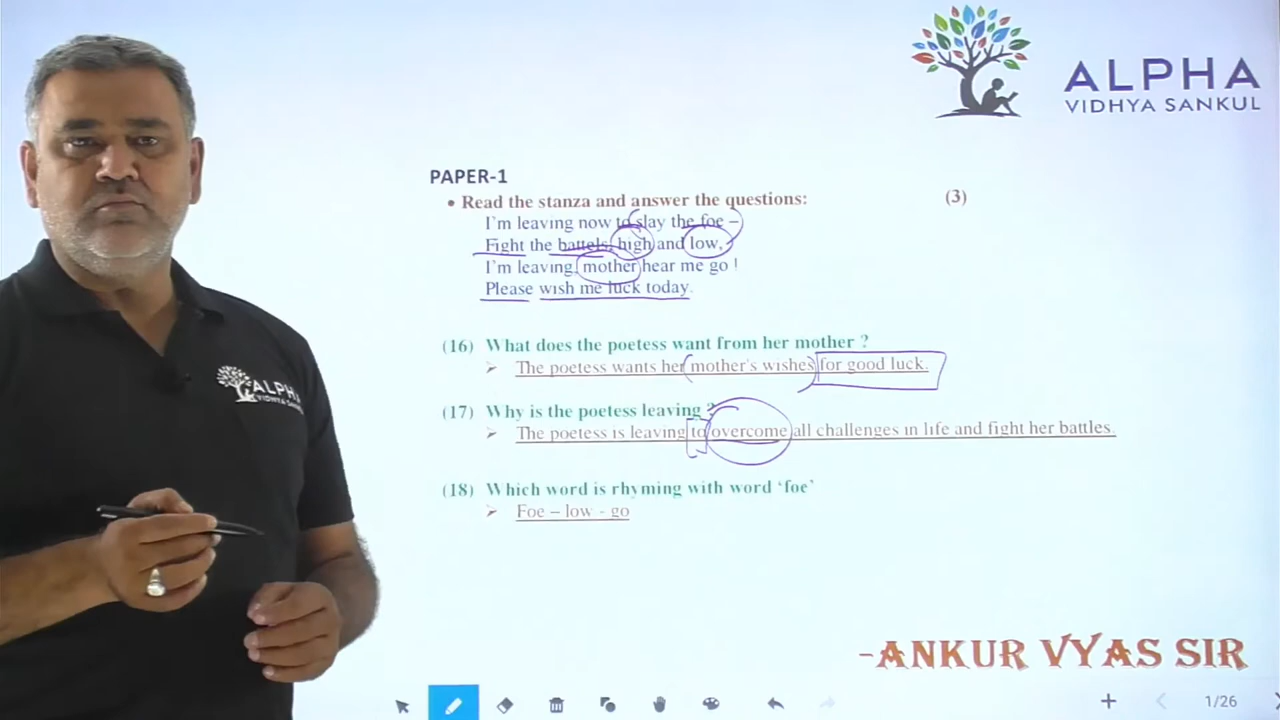 ALPHA
VIDHYA SANKUL
PAPER-1
• Read the stanza and answer the questions: (3)
I'm leaving now to slay the foe –
Fight the battels, high and low,
I'm leaving, mother hear me go !
Please wish me luck today.
(16) What does the poetess want from her mother ?
➢ The poetess wants her mother's wishes for good luck.
(17) Why is the poetess leaving ?
➢ The poetess is leaving to overcome all challenges in life and fight her battles.
(18) Which word is rhyming with word ‘foe’
➢ Foe – low - go
ALPHA
VIDHYA SANKUL
-ANKUR VYAS SIR
1/26